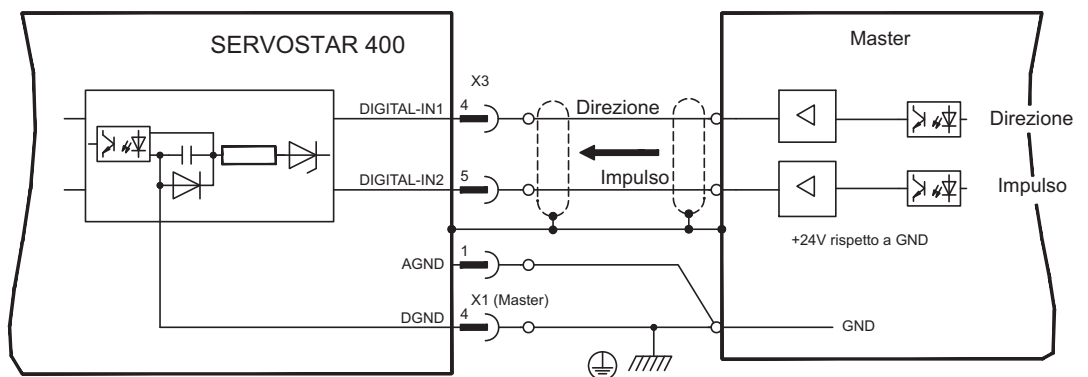 SERVOSTAR 400
Master
X3
DIGITAL-IN1
4
Direzione
Direzione
DIGITAL-IN2
5
Impulso
Impulso
+24V rispetto a GND
AGND
1
X1 (Master)
DGND
4
GND